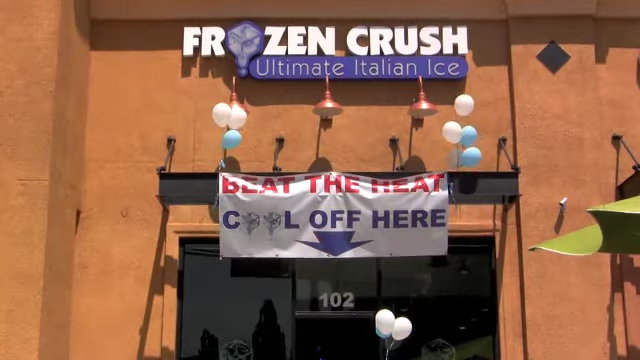 FROZEN CRUSH
Ultimate Italian Ice
BEAT THE HEAT
COOL OFF HERE
102